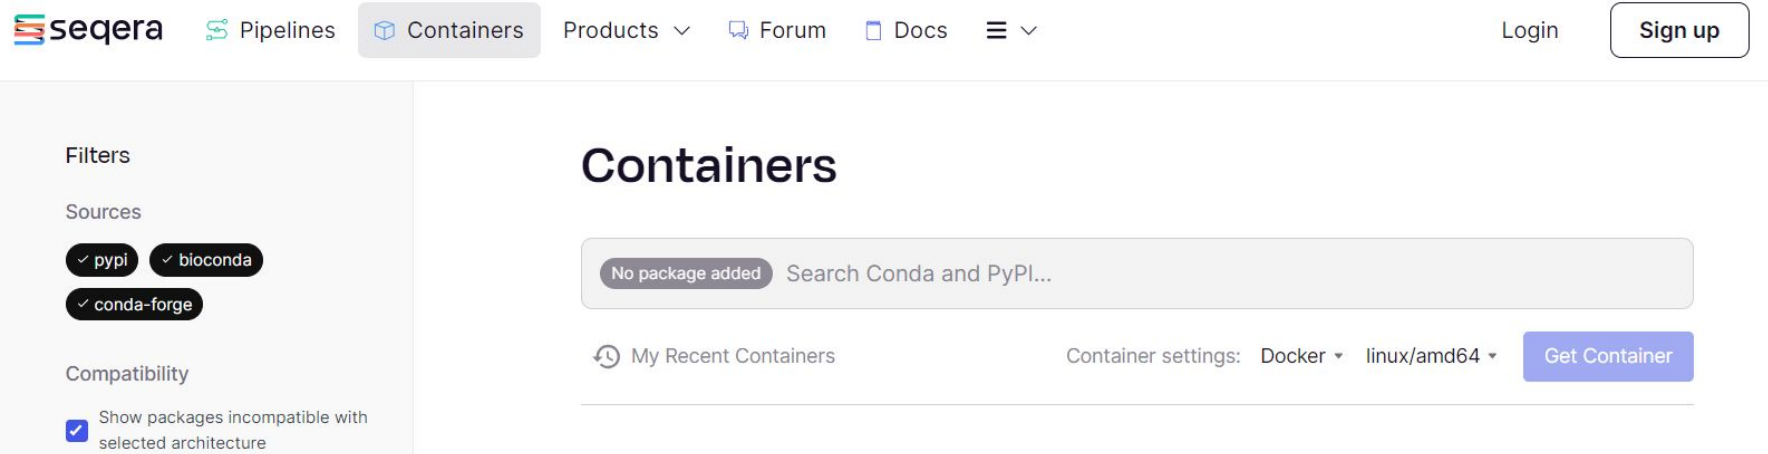 seqera Pipelines Containers Products Forum Docs Login Sign up
Filters
Sources
pypi bioconda
conda-forge
Compatibility
Show packages incompatible with
selected architecture
Containers
No package added Search Conda and PyPI...
My Recent Containers Container settings: Docker linux/amd64 Get Container